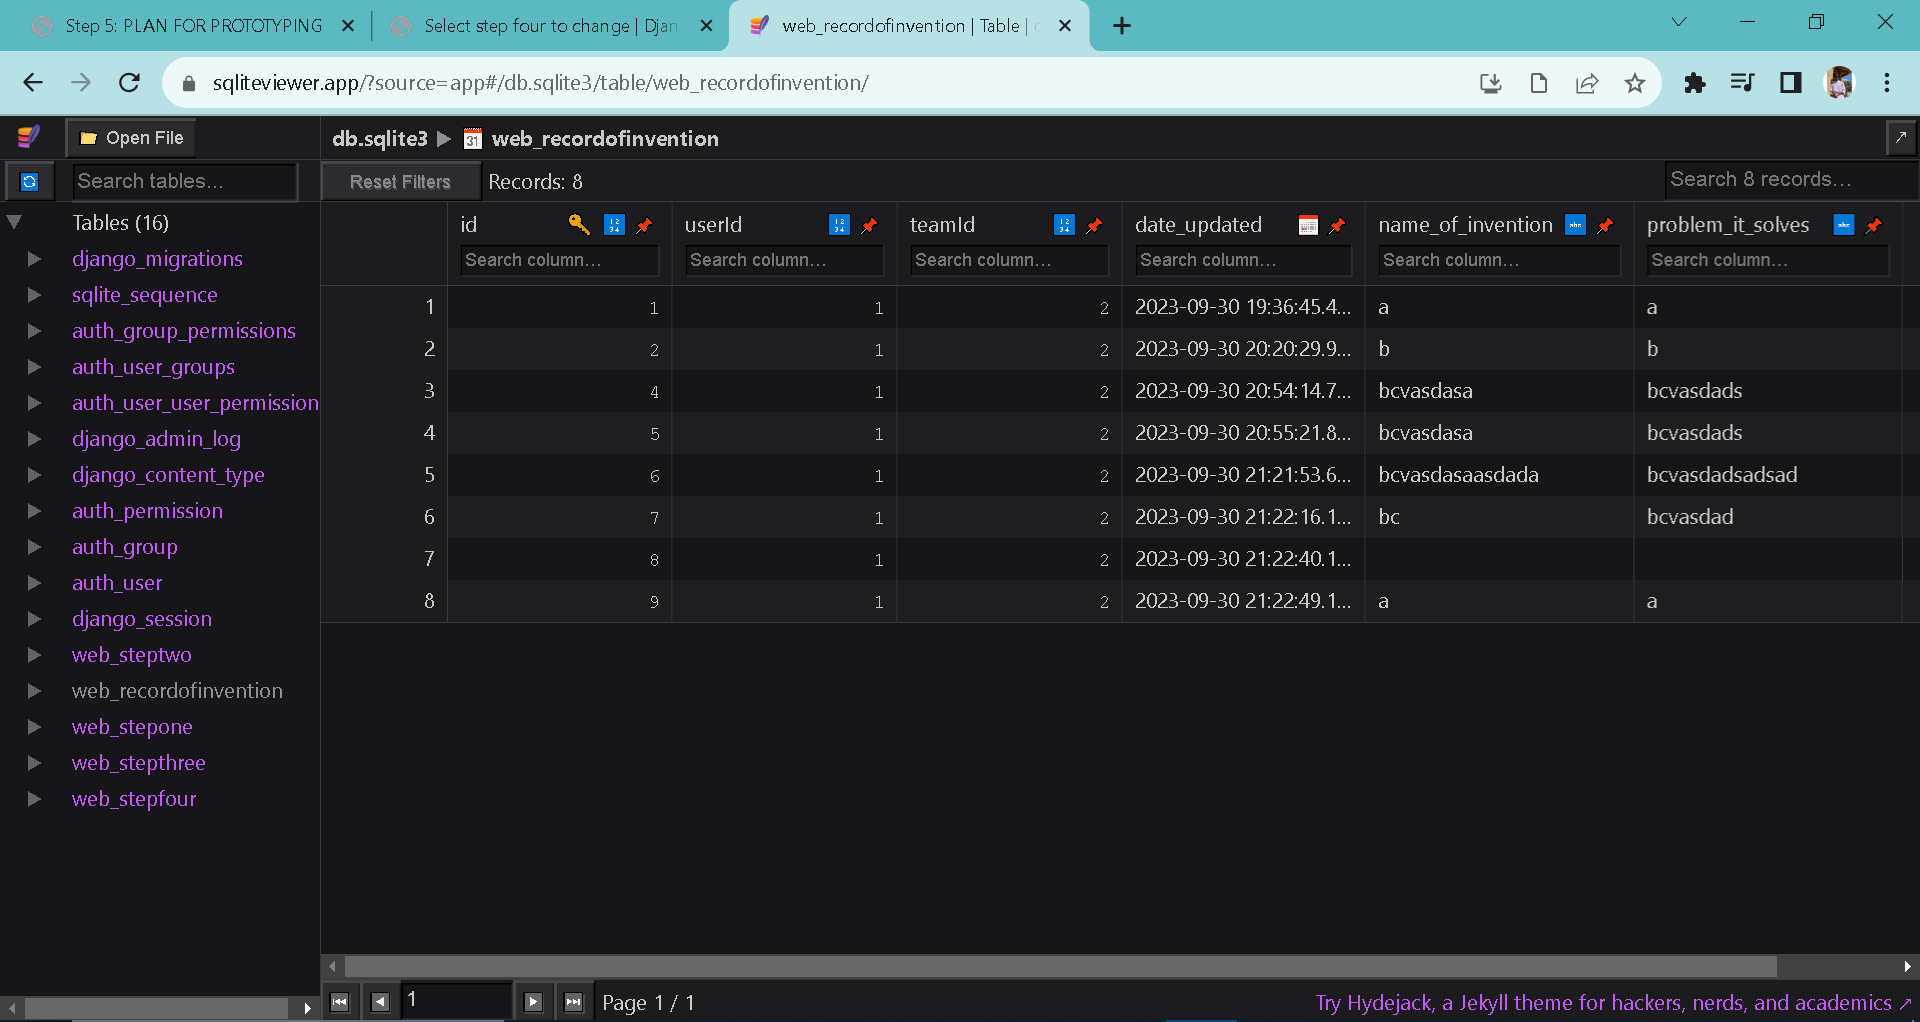 Step 5: PLAN FOR PROTOTYPING
Select step four to change | Djan
web_recordofinvention | Table |
sqliteviewer.app/?source=app#/db.sqlite3/table/web_recordofinvention/
Open File
db.sqlite3 ▶ web_recordofinvention
Search tables...
Reset Filters
Records: 8
Search 8 records...
Tables (16)
django_migrations
sqlite_sequence
auth_group_permissions
auth_user_groups
auth_user_user_permission
django_admin_log
django_content_type
auth_permission
auth_group
auth_user
django_session
web_steptwo
web_recordofinvention
web_stepone
web_stepthree
web_stepfour
id userId teamId date_updated name_of_invention problem_it_solves
Search column... Search column... Search column... Search column... Search column... Search column...
1 1 1 2 2023-09-30 19:36:45.4... a a
2 2 1 2 2023-09-30 20:20:29.9... b b
3 4 1 2 2023-09-30 20:54:14.7... bcvasdasa bcvasdads
4 5 1 2 2023-09-30 20:55:21.8... bcvasdasa bcvasdads
5 6 1 2 2023-09-30 21:21:53.6... bcvasdasaasdada bcvasdadsadsad
6 7 1 2 2023-09-30 21:22:16.1... bc bcvasdad
7 8 1 2 2023-09-30 21:22:40.1...
8 9 1 2 2023-09-30 21:22:49.1... a a
1
Page 1 / 1
Try Hydejack, a Jekyll theme for hackers, nerds, and academics ↗